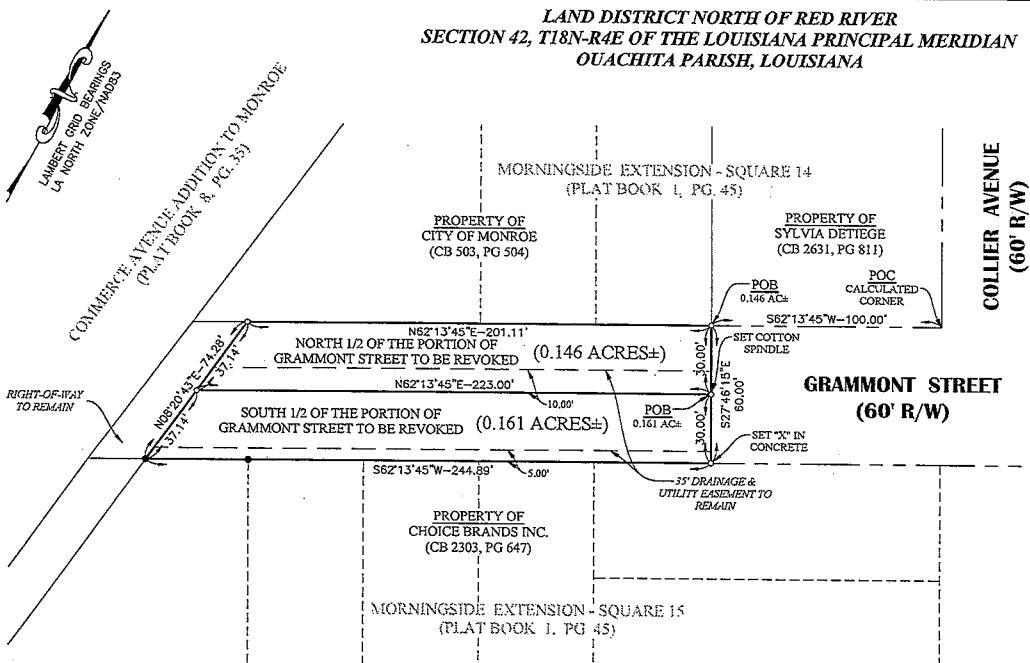 LAND DISTRICT NORTH OF RED RIVER
SECTION 42, T18N-R4E OF THE LOUISIANA PRINCIPAL MERIDIAN
OUACHITA PARISH, LOUISIANA
LAMBERT GRID BEARINGS
LA NORTH ZONE/NAD83
COMMERCE AVENUE ADDITION TO MONROE
(PLAT BOOK 8, PG. 35)
MORNINGSIDE EXTENSION - SQUARE 14
(PLAT BOOK 1, PG. 45)
COLLIER AVENUE
(60' R/W)
PROPERTY OF
CITY OF MONROE
(CB 503, PG 504)
PROPERTY OF
SYLVIA DETIEGE
(CB 2631, PG 811)
POB
0.146 AC±
POC
CALCULATED
CORNER
S62°13'45"W-100.00'
N62°13'45"E-201.11'
NORTH 1/2 OF THE PORTION OF
GRAMMONT STREET TO BE REVOKED
(0.146 ACRES±)
30.00'
SET COTTON
SPINDLE
N08°20'43"E-74.28'
37.14'
37.14'
N62°13'45"E-223.00'
10.00'
S27°46'15"E
60.00'
GRAMMONT STREET
(60' R/W)
RIGHT-OF-WAY
TO REMAIN
SOUTH 1/2 OF THE PORTION OF
GRAMMONT STREET TO BE REVOKED
(0.161 ACRES±)
POB
0.161 AC±
30.00'
SET "X" IN
CONCRETE
S62°13'45"W-244.89'
5.00'
35' DRAINAGE &
UTILITY EASEMENT TO
REMAIN
PROPERTY OF
CHOICE BRANDS INC.
(CB 2303, PG 647)
MORNINGSIDE EXTENSION - SQUARE 15
(PLAT BOOK 1, PG 45)